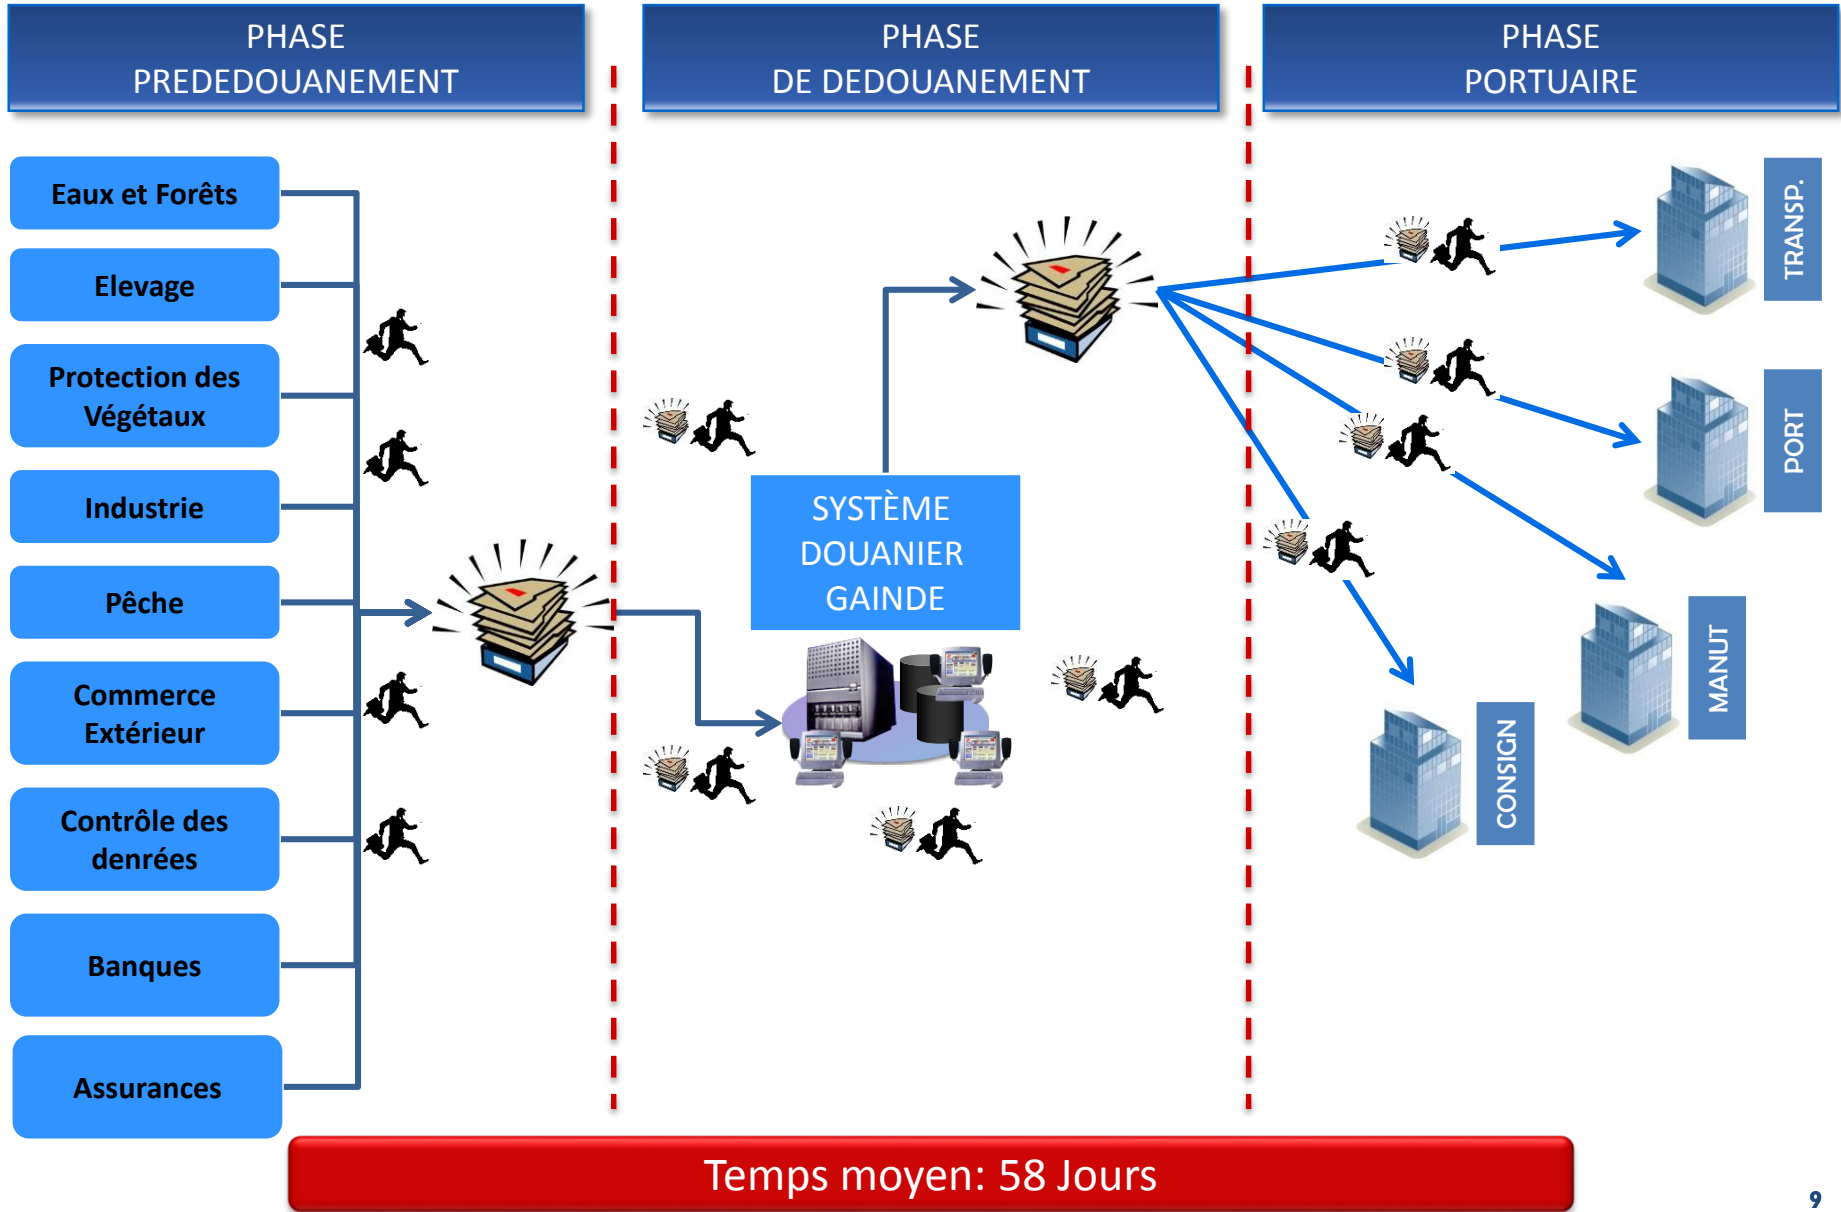 PHASE
PREDEDOUANEMENT
PHASE
DE DEDOUANEMENT
PHASE
PORTUAIRE
Eaux et Forêts
Elevage
Protection des
Végétaux
Industrie
Pêche
Commerce
Extérieur
Contrôle des
denrées
Banques
Assurances
SYSTÈME
DOUANIER
GAINDE
TRANSP.
PORT
MANUT
CONSIGN
Temps moyen: 58 Jours
9